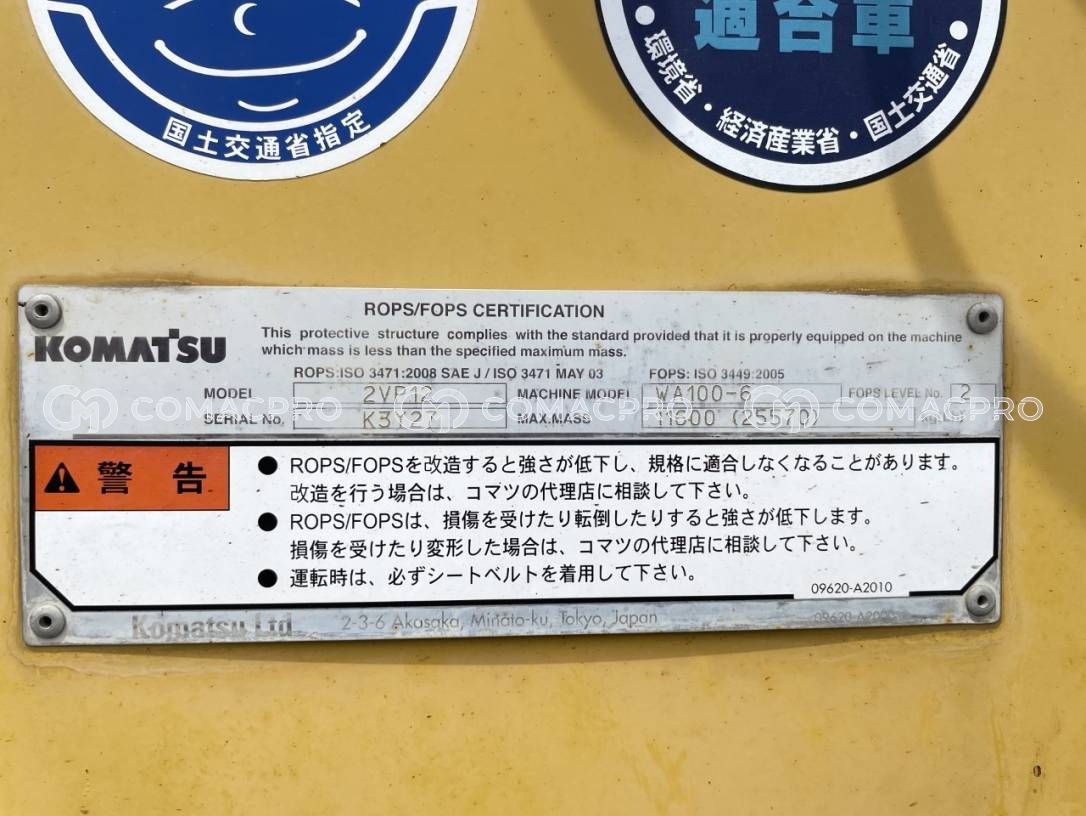 国土交通省指定
適合車
・環境省・経済産業省・国土交通省・
ROPS/FOPS CERTIFICATION
KOMATSU
This protective structure complies with the standard provided that it is properly equipped on the machine
which mass is less than the specified maximum mass.
ROPS:ISO 3471:2008 SAE J / ISO 3471 MAY 03 FOPS: ISO 3449:2005
MODEL 2VP12 MACHINE MODEL WA100-6 FOPS LEVEL No. 2
SERIAL No. K3Y27 MAX.MASS 11600 (25570)
COMACPRO COMACPRO COMACPRO
警告
● ROPS/FOPSを改造すると強さが低下し、規格に適合しなくなることがあります。
改造を行う場合は、コマツの代理店に相談して下さい。
● ROPS/FOPSは、損傷を受けたり転倒したりすると強さが低下します。
損傷を受けたり変形した場合は、コマツの代理店に相談して下さい。
● 運転時は、必ずシートベルトを着用して下さい。
09620-A2010
Komatsu Ltd 2-3-6 Akasaka, Minato-ku, Tokyo, Japan